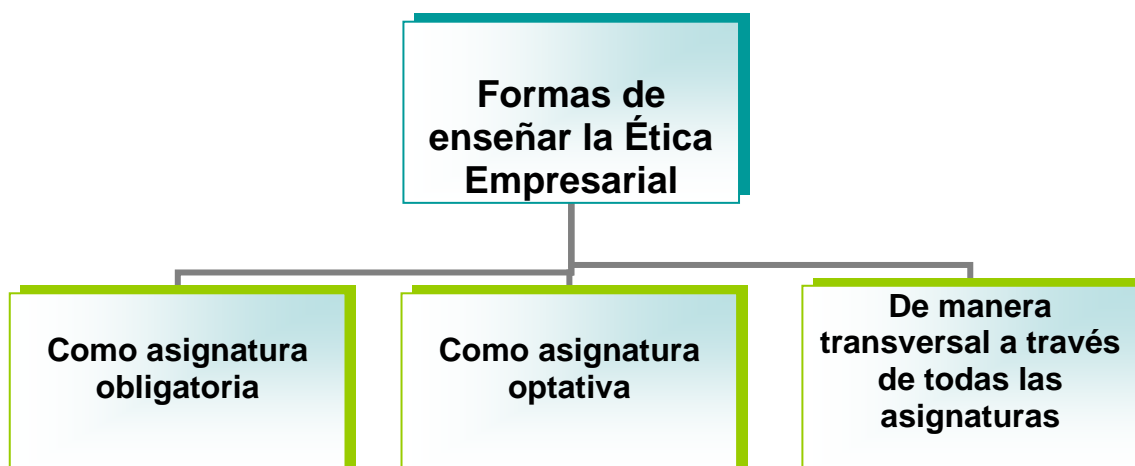 Formas de
enseñar la Ética
Empresarial
Como asignatura
obligatoria
Como asignatura
optativa
De manera
transversal a través
de todas las
asignaturas